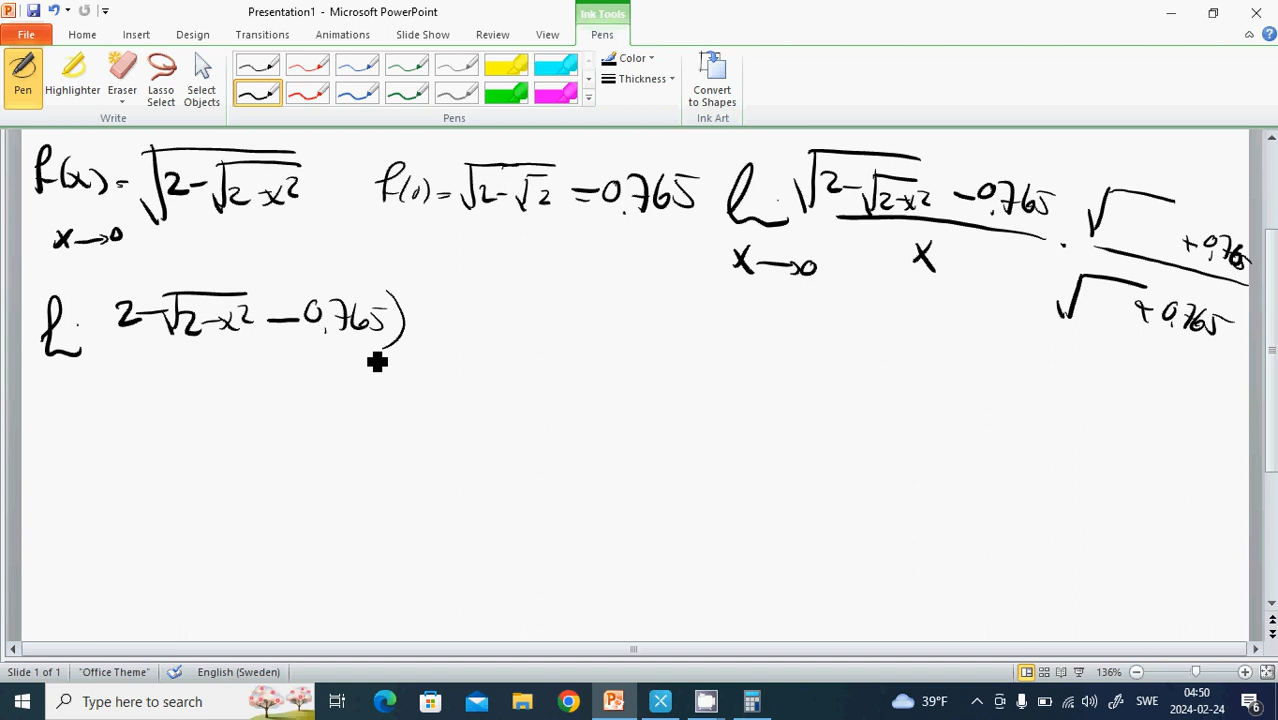 Presentation1 - Microsoft PowerPoint
Ink Tools
File Home Insert Design Transitions Animations Slide Show Review View Pens
Pen Highlighter Eraser Lasso Select Select Objects
Color
Thickness
Convert to Shapes
Write Pens Ink Art
f(x) = √(2-√(2-x²)) f(0) = √(2-√2) = 0.765 lim √(2-√(2-x²)) - 0.765 / x · √ + 0,765 / √ + 0,765
x→0 x→0
lim 2-√(2-x²) - 0,765)
Slide 1 of 1 "Office Theme" English (Sweden) 136%
Type here to search 39°F SWE 04:50
2024-02-24 6